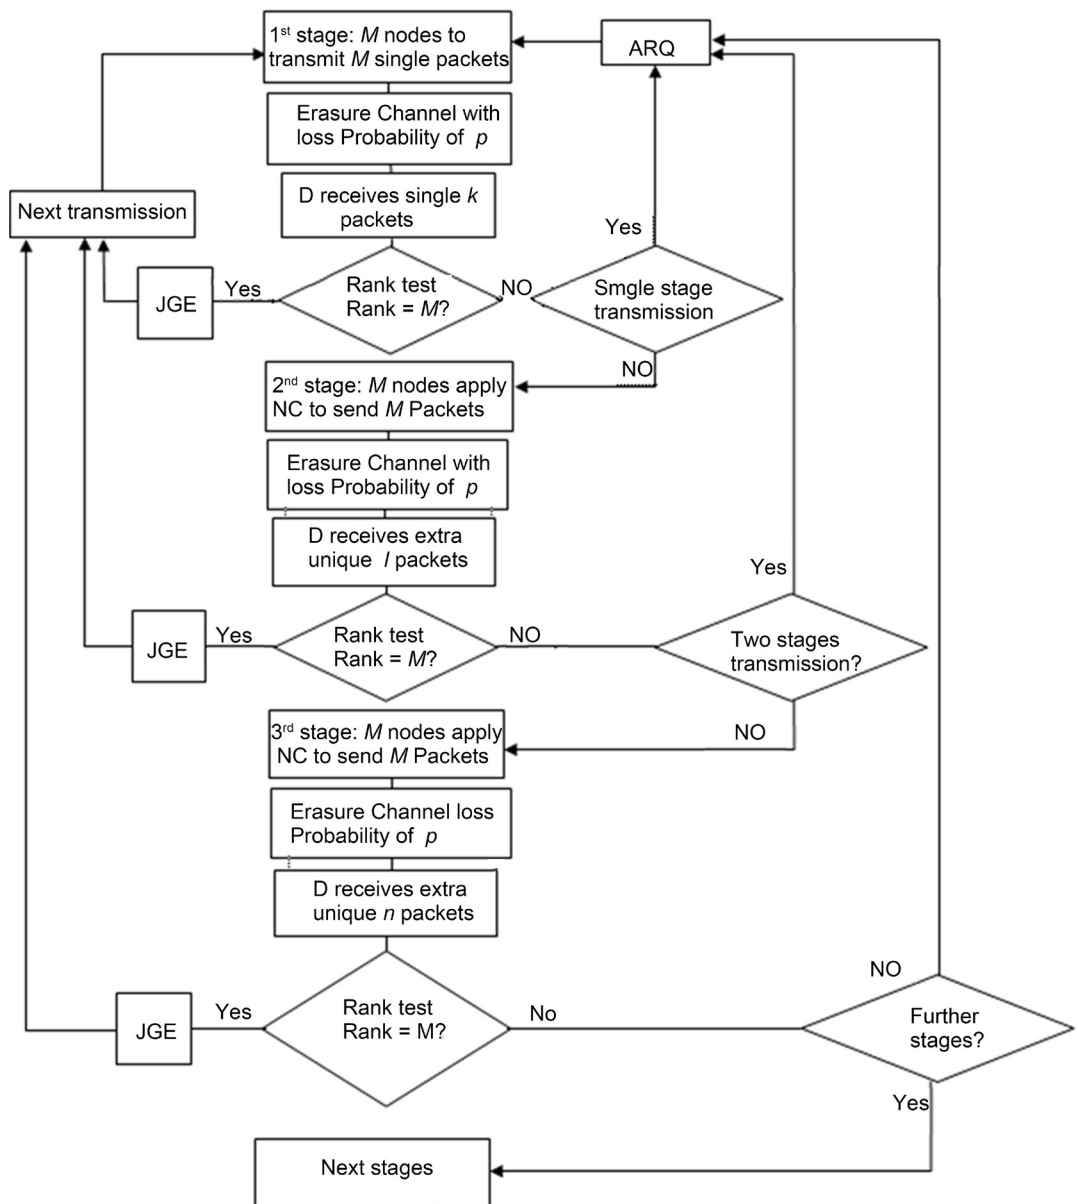 1st stage: M nodes to
transmit M single packets
ARQ
Erasure Channel with
loss Probability of p
D receives single k
packets
Next transmission
Yes
JGE
Yes
Rank test
Rank = M?
NO
Smgle stage
transmission
NO
2nd stage: M nodes apply
NC to send M Packets
Erasure Channel with
loss Probability of p
D receives extra
unique l packets
Yes
JGE
Yes
Rank test
Rank = M?
NO
Two stages
transmission?
3rd stage: M nodes apply
NC to send M Packets
NO
Erasure Channel loss
Probability of p
D receives extra
unique n packets
NO
JGE
Yes
Rank test
Rank = M?
No
Further
stages?
Yes
Next stages